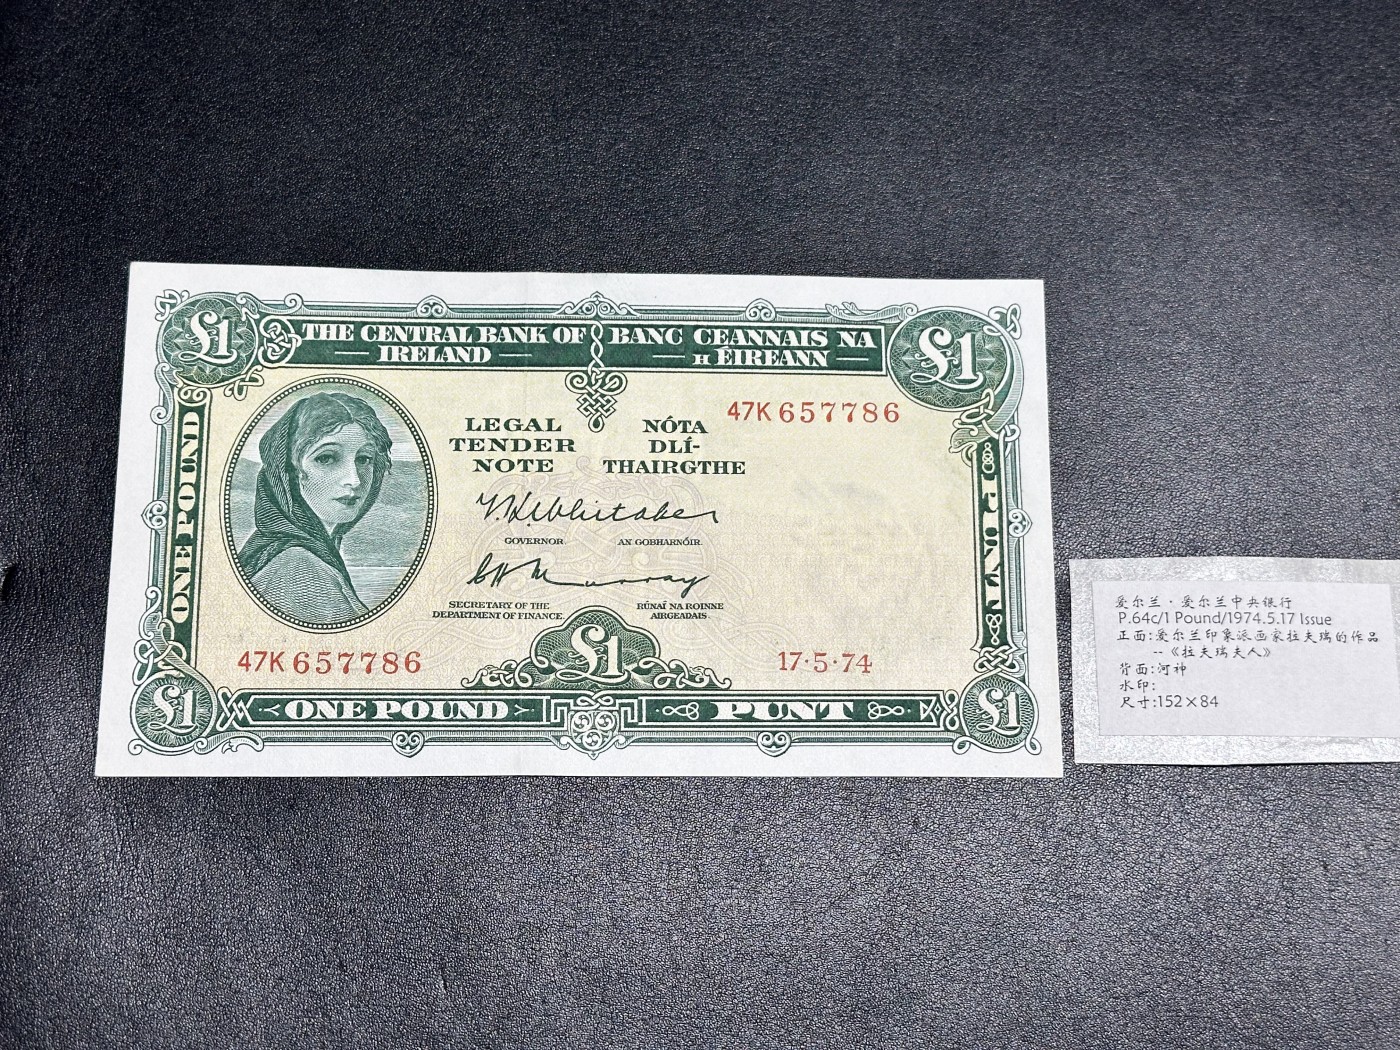 £1
THE CENTRAL BANK OF
IRELAND
BANC CEANNAIS NA
H ÉIREANN
£1
ONE POUND
47K 657786
LEGAL
TENDER
NOTE
NÓTA
DLÍ-
THAIRGTHE
T.K. Whitaker
GOVERNOR
AN GOBHARNÓIR.
C H Murray
SECRETARY OF THE
DEPARTMENT OF FINANCE.
RÚNAÍ NA ROINNE
AIRGEADAIS
PUNT
47K 657786
£1
17·5·74
£1
ONE POUND
PUNT
£1
爱尔兰·爱尔兰中央银行
P.64c/1 Pound/1974.5.17 Issue
正面:爱尔兰印象派画家拉夫瑞的作品
--《拉夫瑞夫人》
背面:河神
水印:
尺寸:152×84